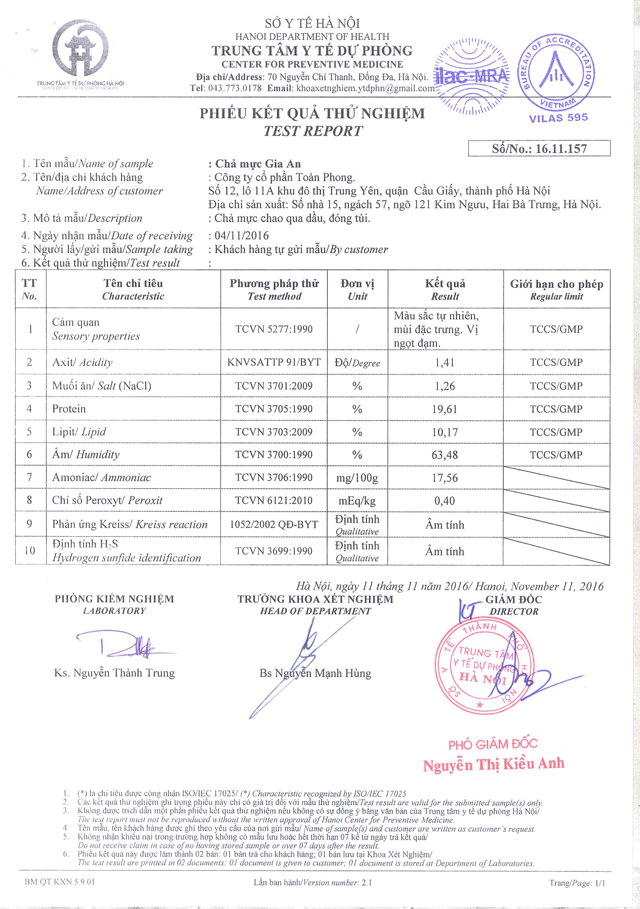 SỞ Y TẾ HÀ NỘI
HANOI DEPARTMENT OF HEALTH
TRUNG TÂM Y TẾ DỰ PHÒNG
CENTER FOR PREVENTIVE MEDICINE
Địa chỉ/Address: 70 Nguyễn Chí Thanh, Đống Đa, Hà Nội.
Tel: 043.773.0178 Email: khoaxetnghiem.ytdphn@gmail.com
TRUNG TÂM Y TẾ DỰ PHÒNG HÀ NỘI
ilac-MRA
BUREAU OF ACCREDITATION
VIETNAM
VILAS 595
PHIẾU KẾT QUẢ THỬ NGHIỆM
TEST REPORT
Số/No.: 16.11.157
1. Tên mẫu/Name of sample : Chả mực Gia An
2. Tên/địa chỉ khách hàng : Công ty cổ phần Toàn Phong.
Name/Address of customer Số 12, lô 11A khu đô thị Trung Yên, quận Cầu Giấy, thành phố Hà Nội
Địa chỉ sản xuất: Số nhà 15, ngách 57, ngõ 121 Kim Ngưu, Hai Bà Trưng, Hà Nội.
3. Mô tả mẫu/Description : Chả mực chao qua dầu, đóng túi.
4. Ngày nhận mẫu/Date of receiving : 04/11/2016
5. Người lấy/gửi mẫu/Sample taking : Khách hàng tự gửi mẫu/By customer
6. Kết quả thử nghiệm/Test result :
TT Tên chỉ tiêu Phương pháp thử Đơn vị Kết quả Giới hạn cho phép
No. Characteristic Test method Unit Result Regular limit
1 Cảm quan Sensory properties TCVN 5277:1990 / Màu sắc tự nhiên, mùi đặc trưng. Vị ngọt đạm. TCCS/GMP
2 Axit/ Acidity KNVSATTP 91/BYT Độ/Degree 1,41 TCCS/GMP
3 Muối ăn/ Salt (NaCl) TCVN 3701:2009 % 1,26 TCCS/GMP
4 Protein TCVN 3705:1990 % 19,61 TCCS/GMP
5 Lipit/ Lipid TCVN 3703:2009 % 10,17 TCCS/GMP
6 Ẩm/ Humidity TCVN 3700:1990 % 63,48 TCCS/GMP
7 Amoniac/ Ammoniac TCVN 3706:1990 mg/100g 17,56
8 Chỉ số Peroxyt/ Peroxit TCVN 6121:2010 mEq/kg 0,40
9 Phản ứng Kreiss/ Kreiss reaction 1052/2002 QĐ-BYT Định tính Qualitative Âm tính
10 Định tính H2S Hydrogen sunfide identification TCVN 3699:1990 Định tính Qualitative Âm tính
Hà Nội, ngày 11 tháng 11 năm 2016/ Hanoi, November 11, 2016
PHÒNG KIỂM NGHIỆM TRƯỞNG KHOA XÉT NGHIỆM KT GIÁM ĐỐC
LABORATORY HEAD OF DEPARTMENT DIRECTOR
SỞ Y TẾ THÀNH PHỐ HÀ NỘI
TRUNG TÂM
Y TẾ DỰ PHÒNG
HÀ NỘI
Ks. Nguyễn Thành Trung Bs Nguyễn Mạnh Hùng
PHÓ GIÁM ĐỐC
Nguyễn Thị Kiều Anh
1. (*) là chỉ tiêu được công nhận ISO/IEC 17025/ (*) Characteristic recognized by ISO/IEC 17025
2. Các kết quả thử nghiệm ghi trong phiếu này chỉ có giá trị đối với mẫu thử nghiệm/Test result are valid for the submitted sample(s) only.
3. Không được trích dẫn một phần phiếu kết quả thử nghiệm nếu không có sự đồng ý bằng văn bản của Trung tâm y tế dự phòng Hà Nội/
The test report must not be reproduced without the written approval of Hanoi Center for Preventive Medicine.
4. Tên mẫu, tên khách hàng được ghi theo yêu cầu của nơi gửi mẫu/ Name of sample(s) and customer are written as customer's request.
5. Không nhận khiếu nại trong trường hợp không có mẫu lưu hoặc hết thời hạn 07 kể từ ngày trả kết quả/
Do not receive claim in case of no having stored sample or over 07 days after the result.
6. Phiếu kết quả này được làm thành 02 bản: 01 bản trả cho khách hàng; 01 bản lưu tại Khoa Xét Nghiệm/
The test result are printed in 02 documents: 01 document is given to customer; 01 document is stored at Department of Laboratories.
BM.QT.KXN.5.9.01 Lần ban hành/Version number: 2.1 Trang/Page: 1/1